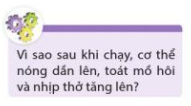 Vì sao sau khi chạy, cơ thể
nóng dần lên, toát mồ hôi
và nhịp thở tăng lên?